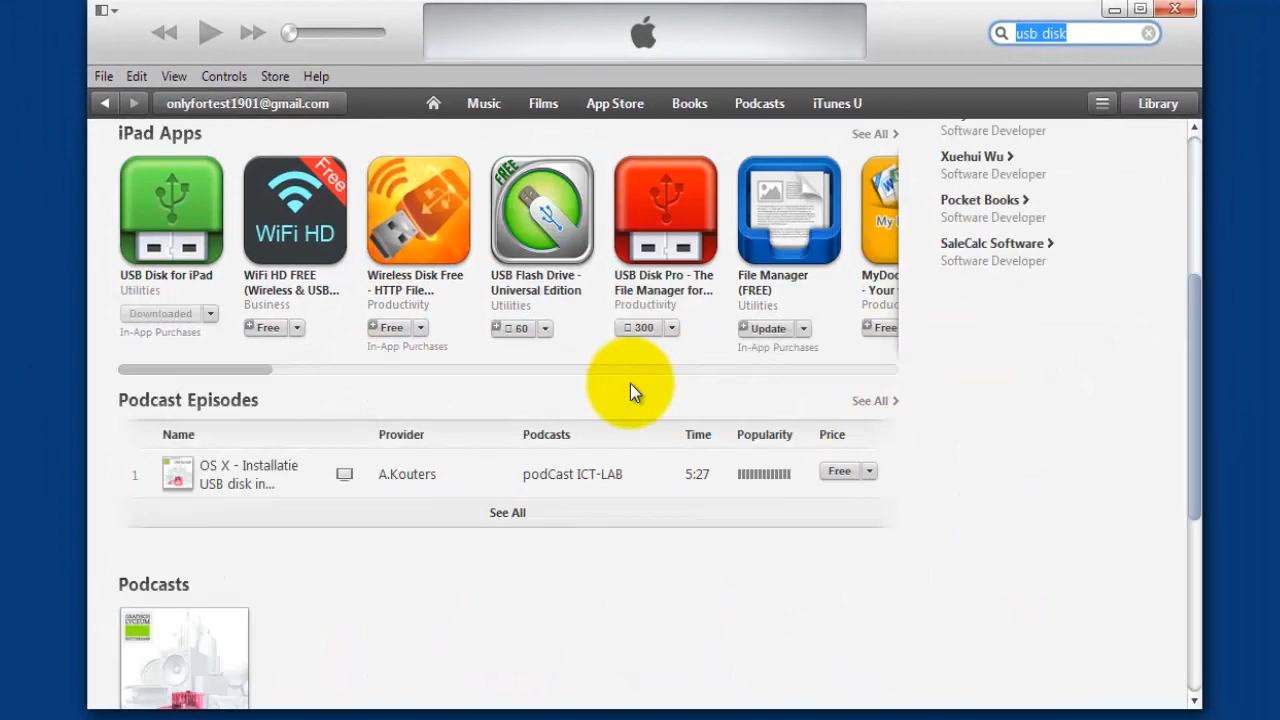 usb disk
File Edit View Controls Store Help
onlyfortest1901@gmail.com Music Films App Store Books Podcasts iTunes U Library
iPad Apps See All
Software Developer
Xuehui Wu
Software Developer
Pocket Books
Software Developer
SaleCalc Software
Software Developer
Free
WiFi HD
FREE
My
USB Disk for iPad
Utilities
Downloaded
In-App Purchases
WiFi HD FREE
(Wireless & USB...
Business
Free
Wireless Disk Free
- HTTP File...
Productivity
Free
In-App Purchases
USB Flash Drive -
Universal Edition
Utilities
60
USB Disk Pro - The
File Manager for...
Productivity
300
File Manager
(FREE)
Utilities
Update
In-App Purchases
MyDoc
- Your
Produc
Free
Podcast Episodes See All
Name Provider Podcasts Time Popularity Price
1 OS X - Installatie
USB disk in... A.Kouters podCast ICT-LAB 5:27 Free
See All
Podcasts
GRAFISCH
LYCEUM